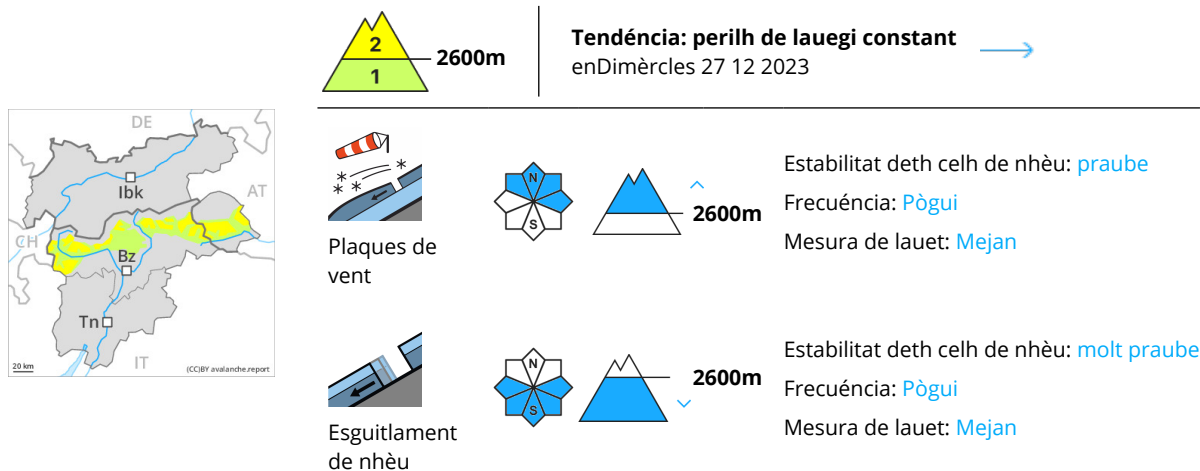 2
1
2600m
Tendéncia: perilh de lauegi constant
enDimèrcles 27 12 2023
DE
Ibk
AT
CH
Bz
Tn
IT
20 km
(CC)BY avalanche.report
Plaques de
vent
N
S
2600m
Estabilitat deth celh de nhèu: praube
Frecuéncia: Pògui
Mesura de lauet: Mejan
Esguitlament
de nhèu
N
S
2600m
Estabilitat deth celh de nhèu: molt praube
Frecuéncia: Pògui
Mesura de lauet: Mejan